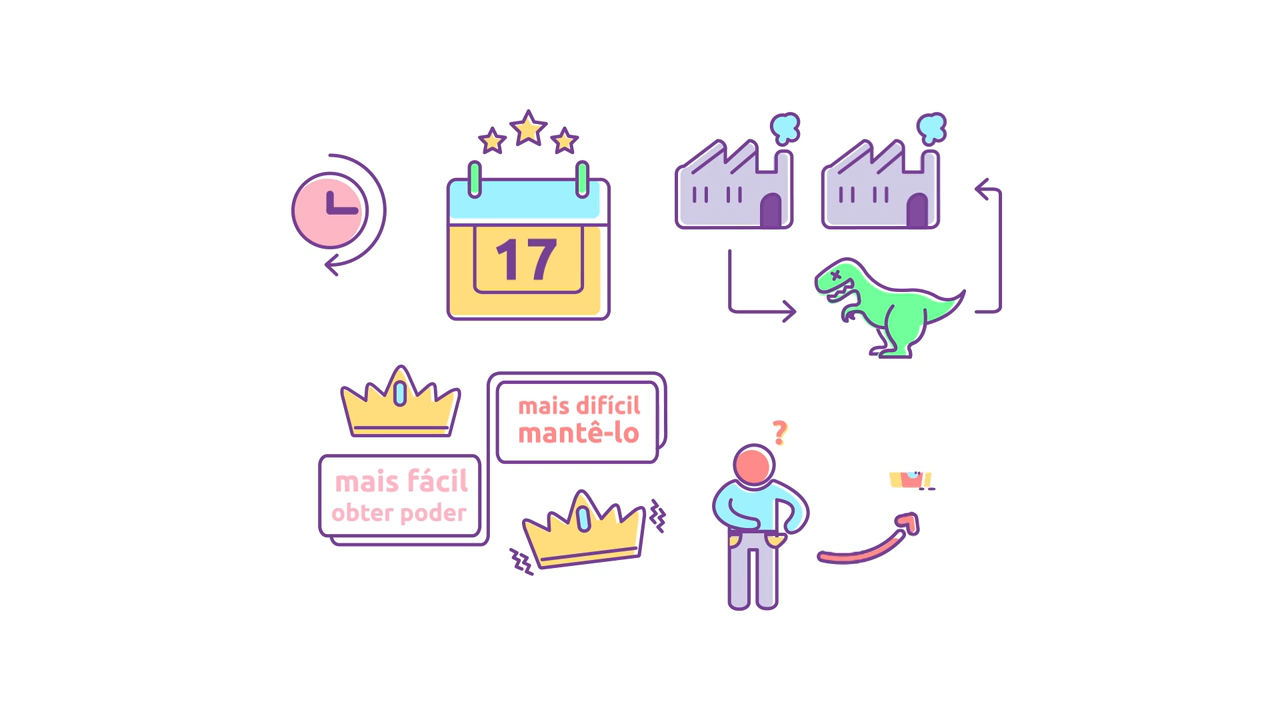 17
mais difícil
mantê-lo
mais fácil
obter poder
?